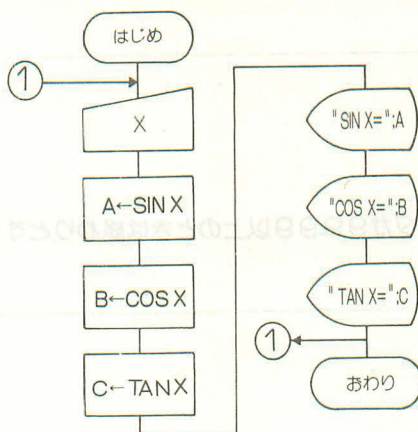 はじめ
①
X
A←SIN X
B←COS X
C←TAN X
"SIN X=";A
"COS X=";B
"TAN X=";C
①
おわり